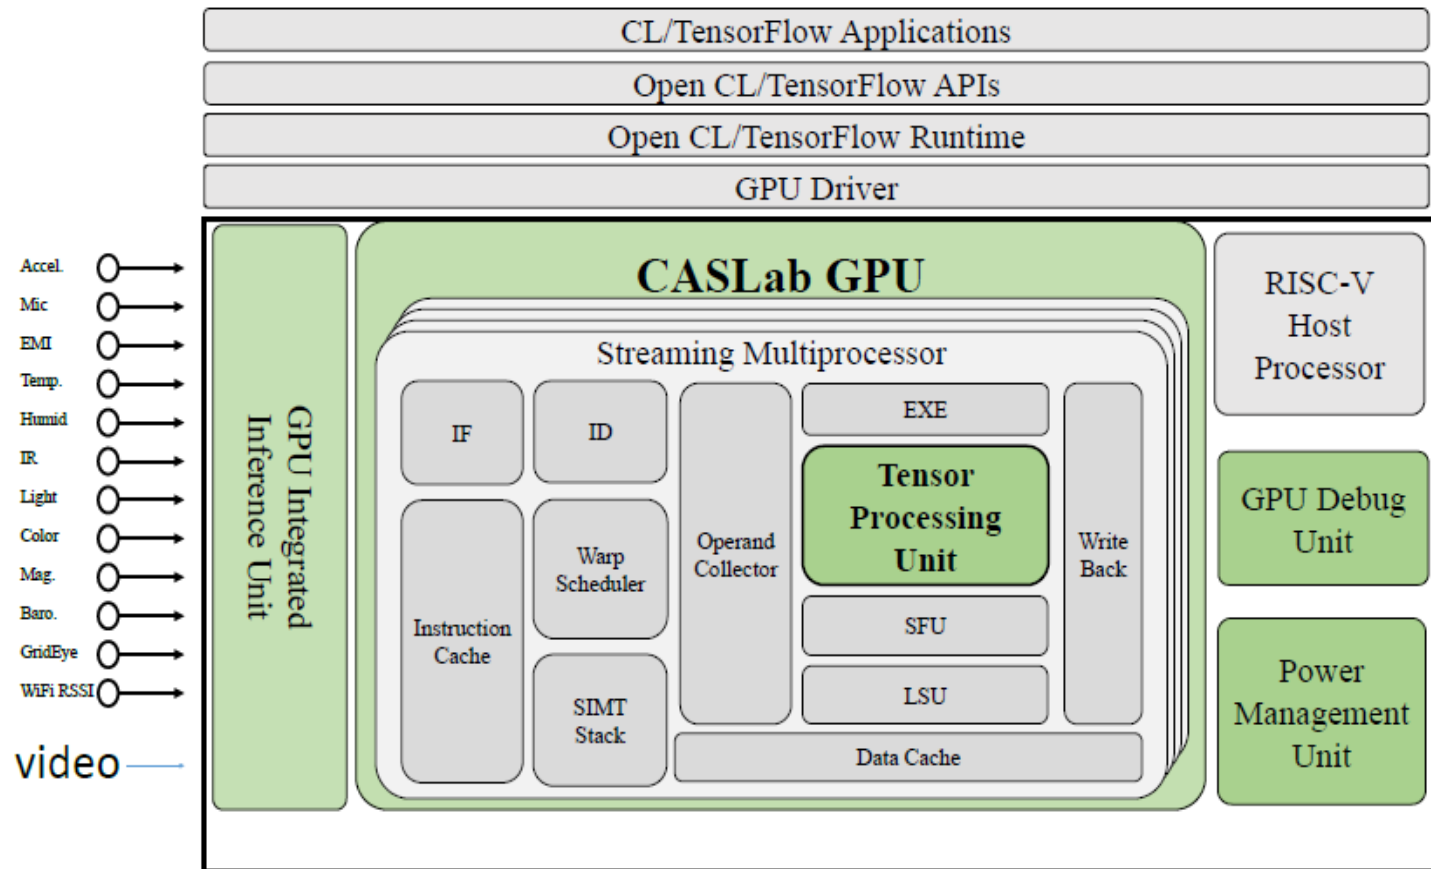 CL/TensorFlow Applications
Open CL/TensorFlow APIs
Open CL/TensorFlow Runtime
GPU Driver
Accel.
Mic
EMI
Temp.
Humid
IR
Light
Color
Mag.
Baro.
GridEye
WiFi RSSI
video
GPU Integrated
Inference Unit
CASLab GPU
Streaming Multiprocessor
IF
ID
Instruction
Cache
Warp
Scheduler
SIMT
Stack
Operand
Collector
EXE
Tensor
Processing
Unit
SFU
LSU
Write
Back
Data Cache
RISC-V
Host
Processor
GPU Debug
Unit
Power
Management
Unit